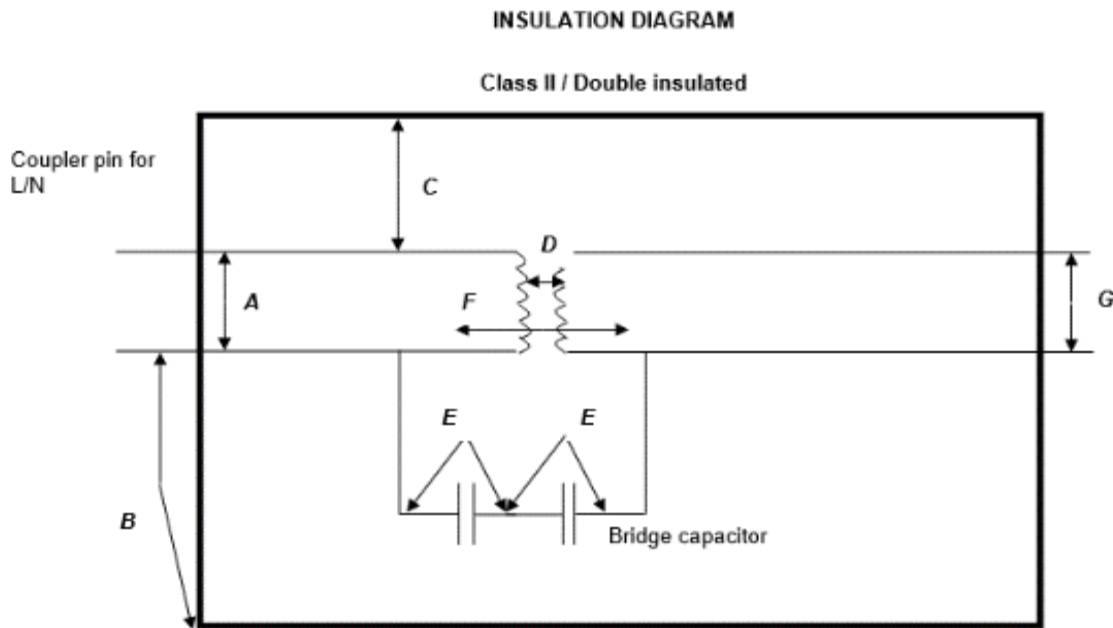 INSULATION DIAGRAM
Class II / Double insulated
Coupler pin for
L/N
C
D
A
F
G
E
E
B
Bridge capacitor